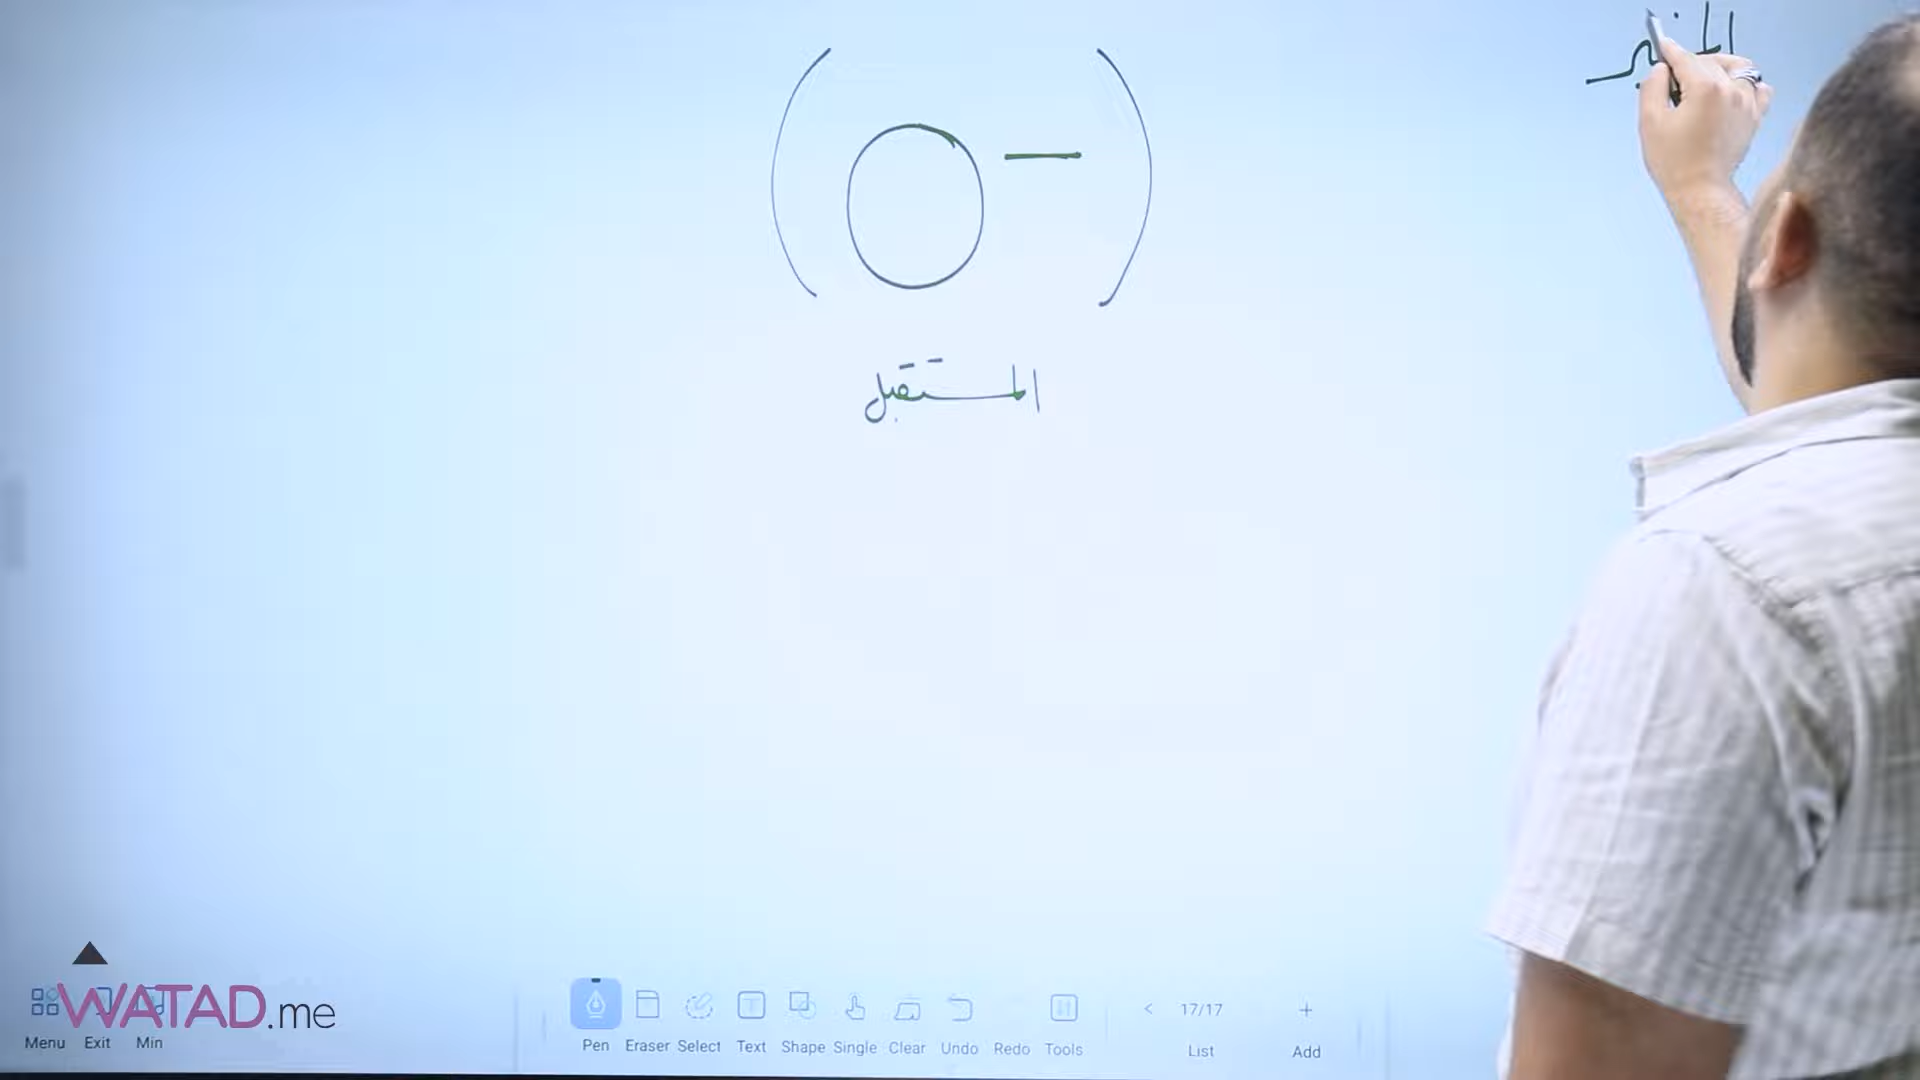 (O⁻)
المستقبل
WATAD.me
Menu Exit Min
Pen Eraser Select Text Shape Single Clear Undo Redo Tools
< 17/17 +
List Add